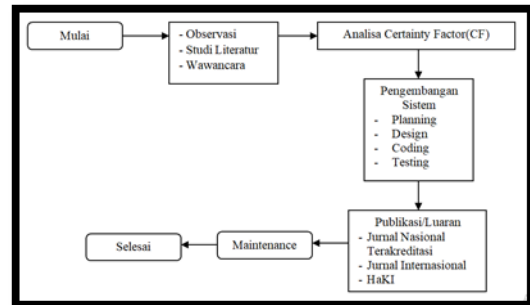 Mulai
- Observasi
- Studi Literatur
- Wawancara
Analisa Certainty Factor(CF)
Pengembangan
Sistem
- Planning
- Design
- Coding
- Testing
Publikasi/Luaran
- Jurnal Nasional
Terakreditasi
- Jurnal Internasional
- HaKI
Maintenance
Selesai